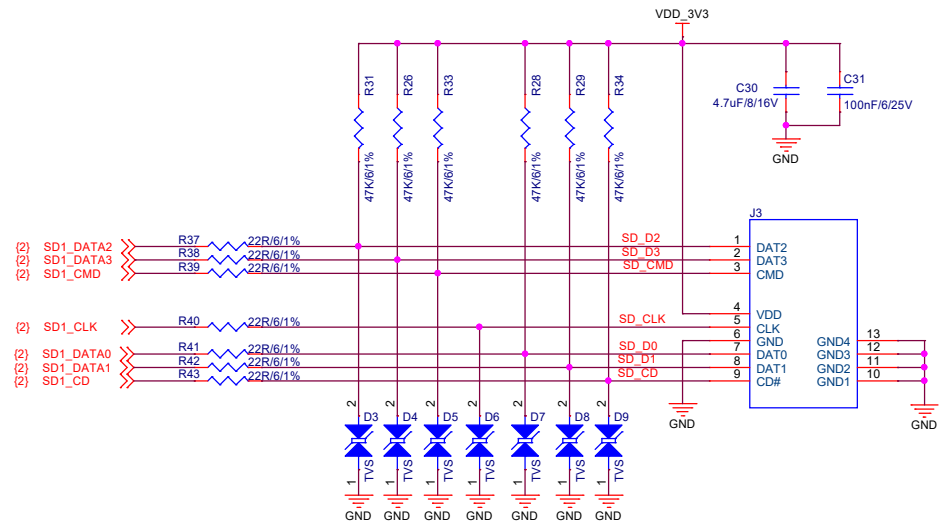 VDD_3V3
R31
R26
R33
R28
R29
R34
47K/6/1%
47K/6/1%
47K/6/1%
47K/6/1%
47K/6/1%
47K/6/1%
C30
4.7uF/8/16V
C31
100nF/6/25V
GND
J3
{2} SD1_DATA2 R37 22R/6/1% SD_D2 1 DAT2
{2} SD1_DATA3 R38 22R/6/1% SD_D3 2 DAT3
{2} SD1_CMD R39 22R/6/1% SD_CMD 3 CMD
4 VDD
{2} SD1_CLK R40 22R/6/1% SD_CLK 5 CLK
6 GND GND4 13
{2} SD1_DATA0 R41 22R/6/1% SD_D0 7 DAT0 GND3 12
{2} SD1_DATA1 R42 22R/6/1% SD_D1 8 DAT1 GND2 11
{2} SD1_CD R43 22R/6/1% SD_CD 9 CD# GND1 10
GND
GND
2 2 2 2 2 2 2
D3 D4 D5 D6 D7 D8 D9
TVS TVS TVS TVS TVS TVS TVS
1 1 1 1 1 1 1
GND GND GND GND GND GND GND